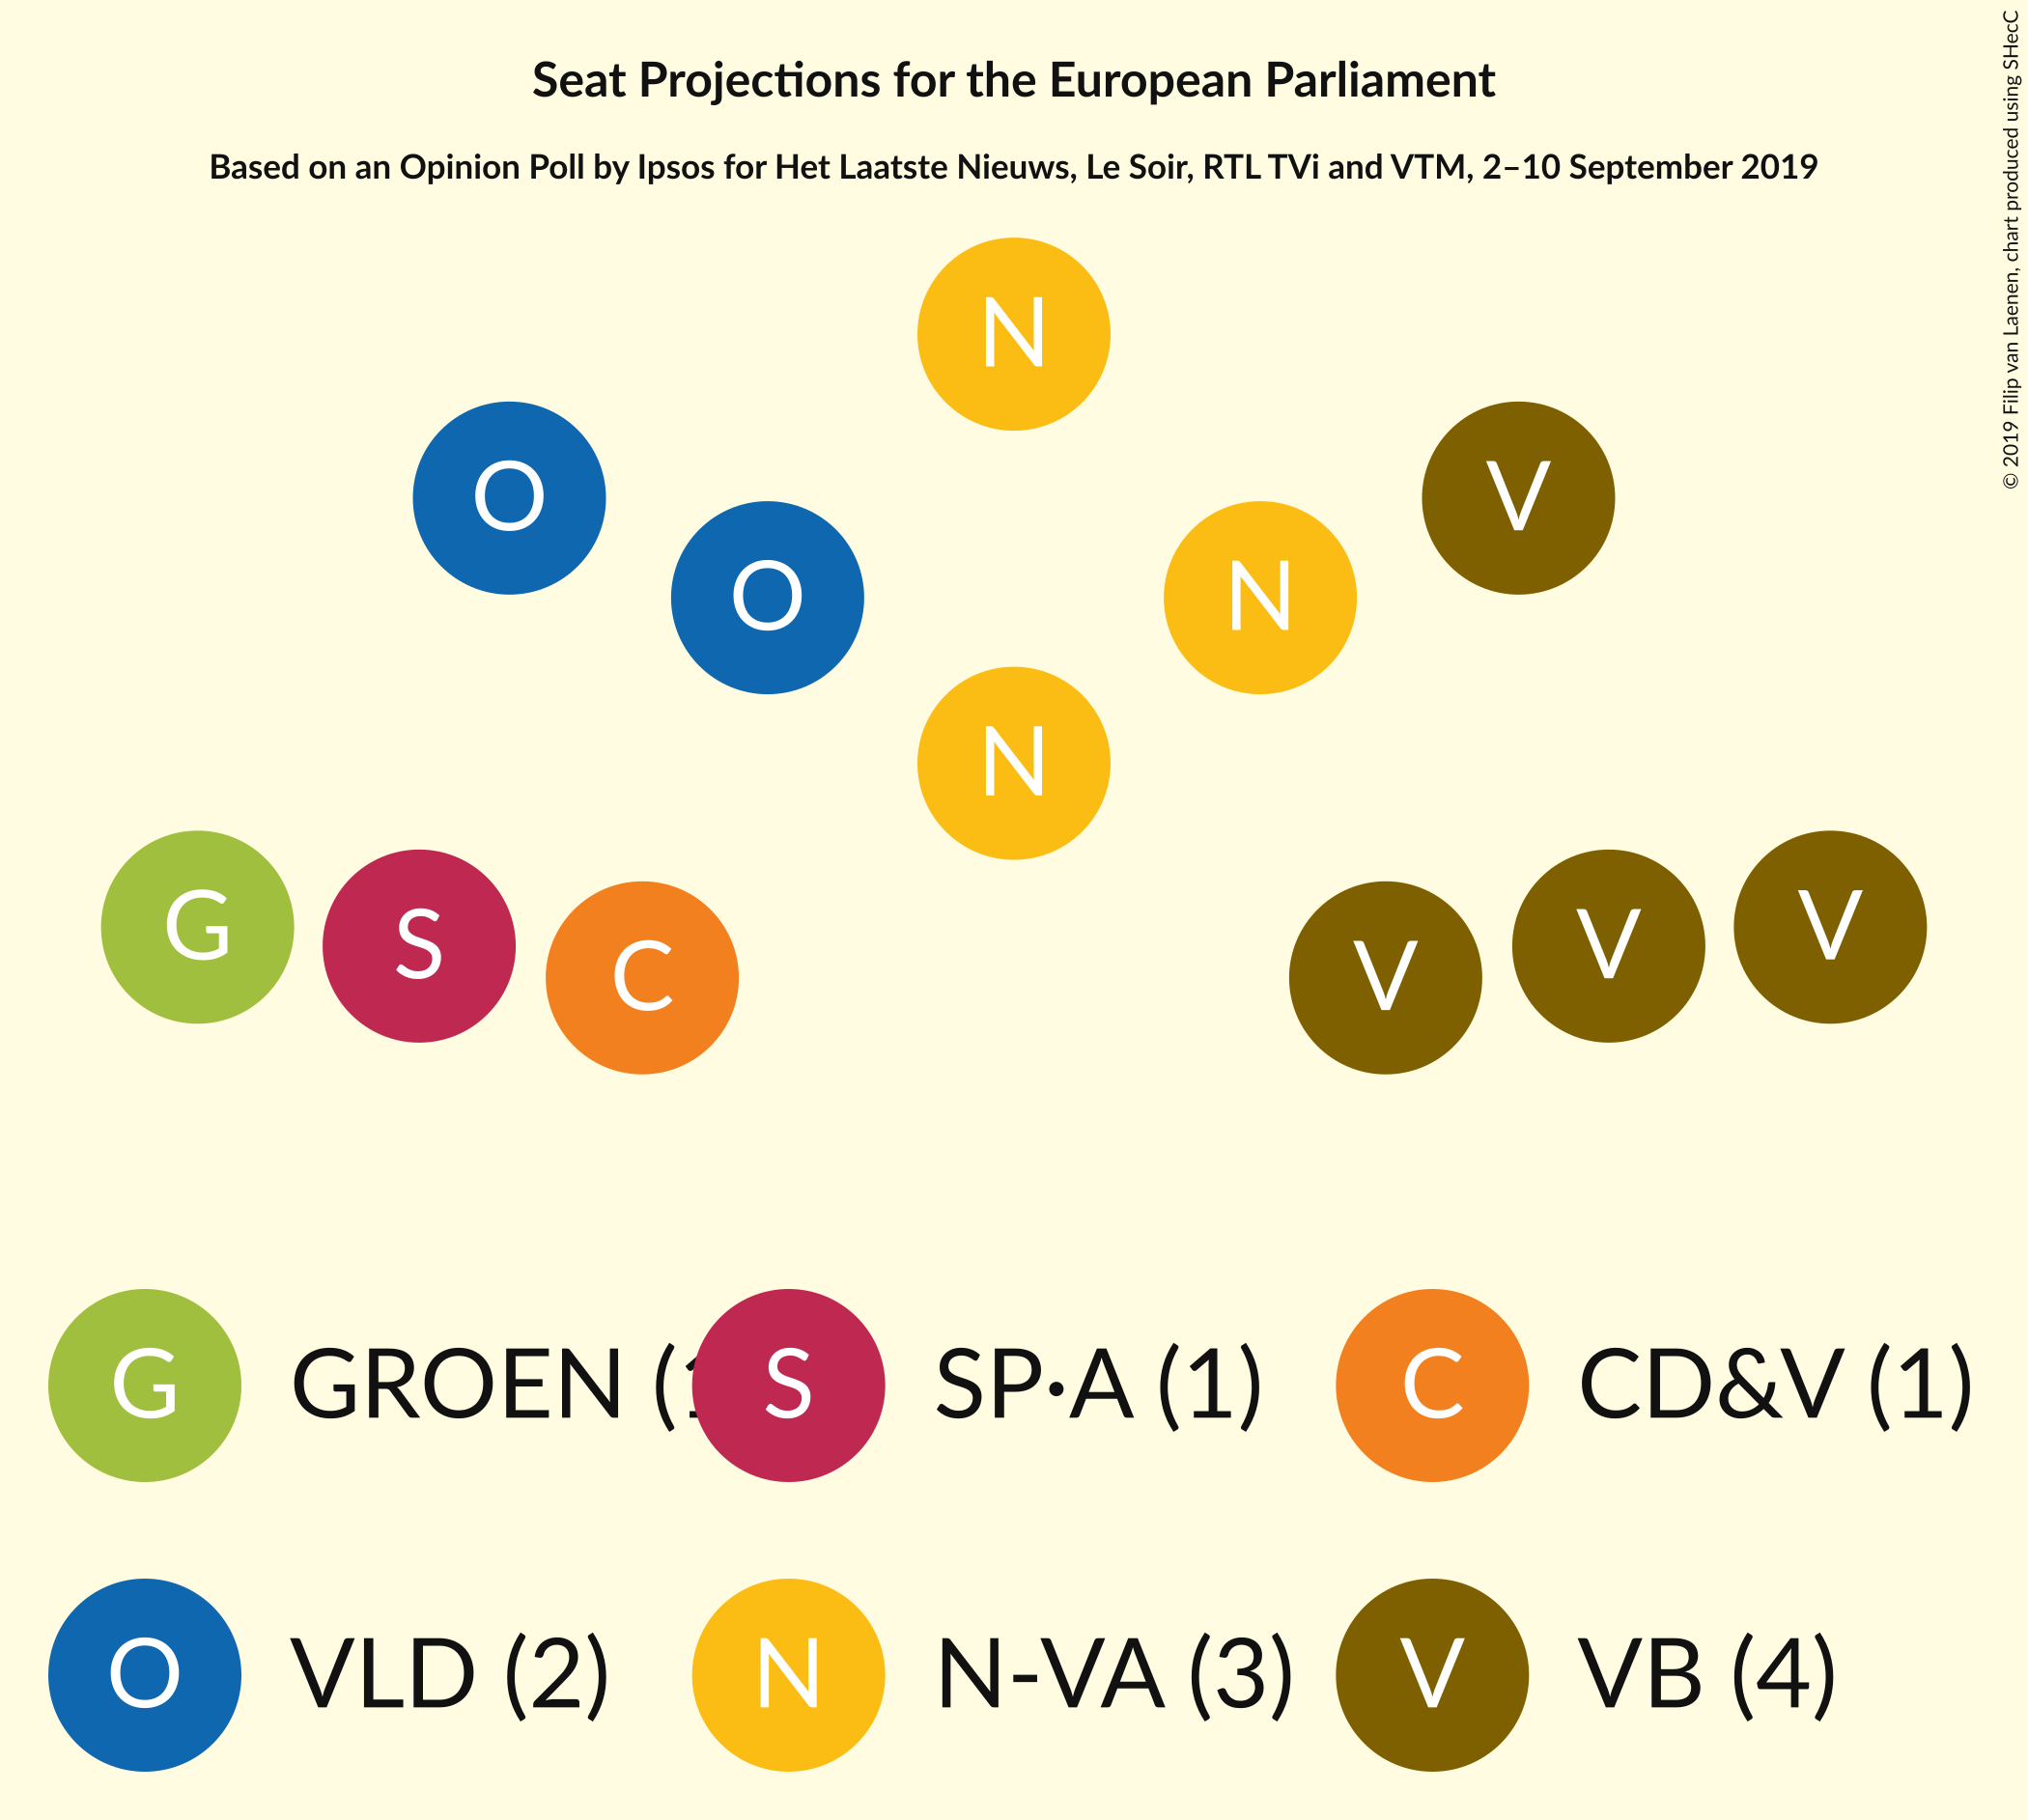 Seat Projections for the European Parliament
Based on an Opinion Poll by Ipsos for Het Laatste Nieuws, Le Soir, RTL TVi and VTM, 2–10 September 2019
© 2019 Filip van Laenen, chart produced using SHecC
N
O
V
O
N
N
G
S
C
V
V
V
G GROEN (1
S SP·A (1)
C CD&V (1)
O VLD (2)
N N-VA (3)
V VB (4)